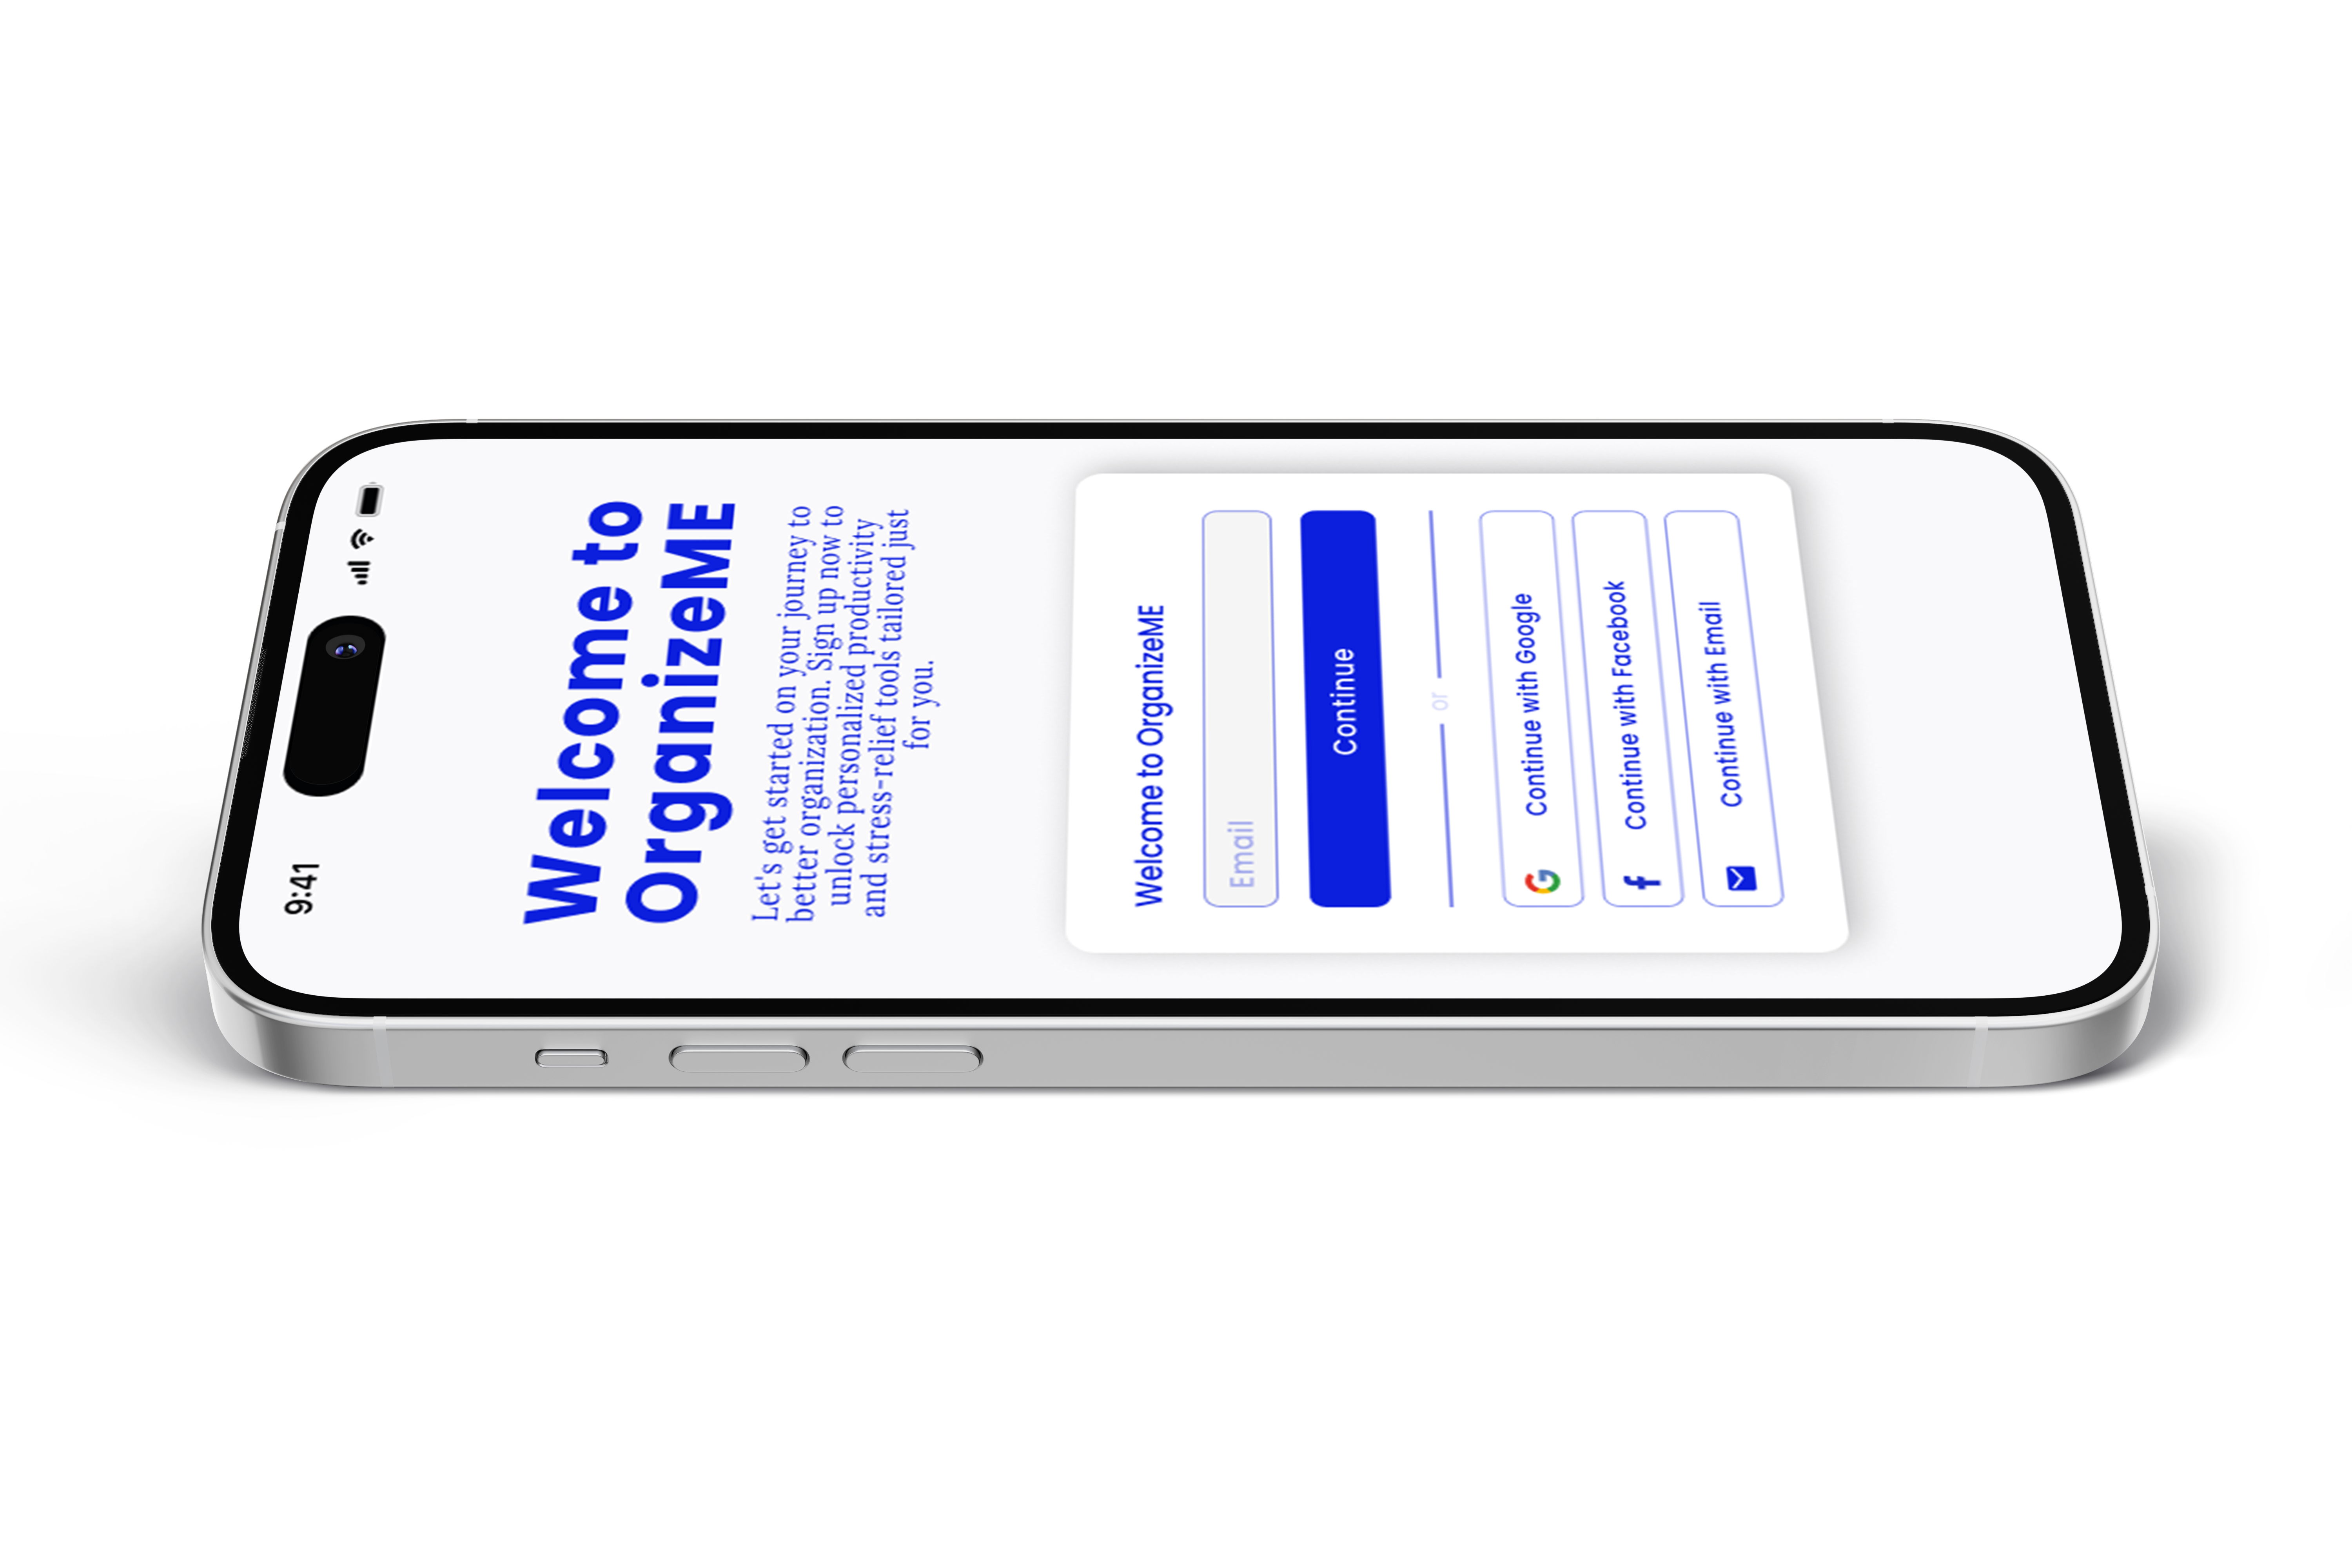 9:41
Welcome to
OrganizeME
Let's get started on your journey to
better organization. Sign up now to
unlock personalized productivity
and stress-relief tools tailored just
for you.
Welcome to OrganizeME
Email
Continue
or
Continue with Google
Continue with Facebook
Continue with Email